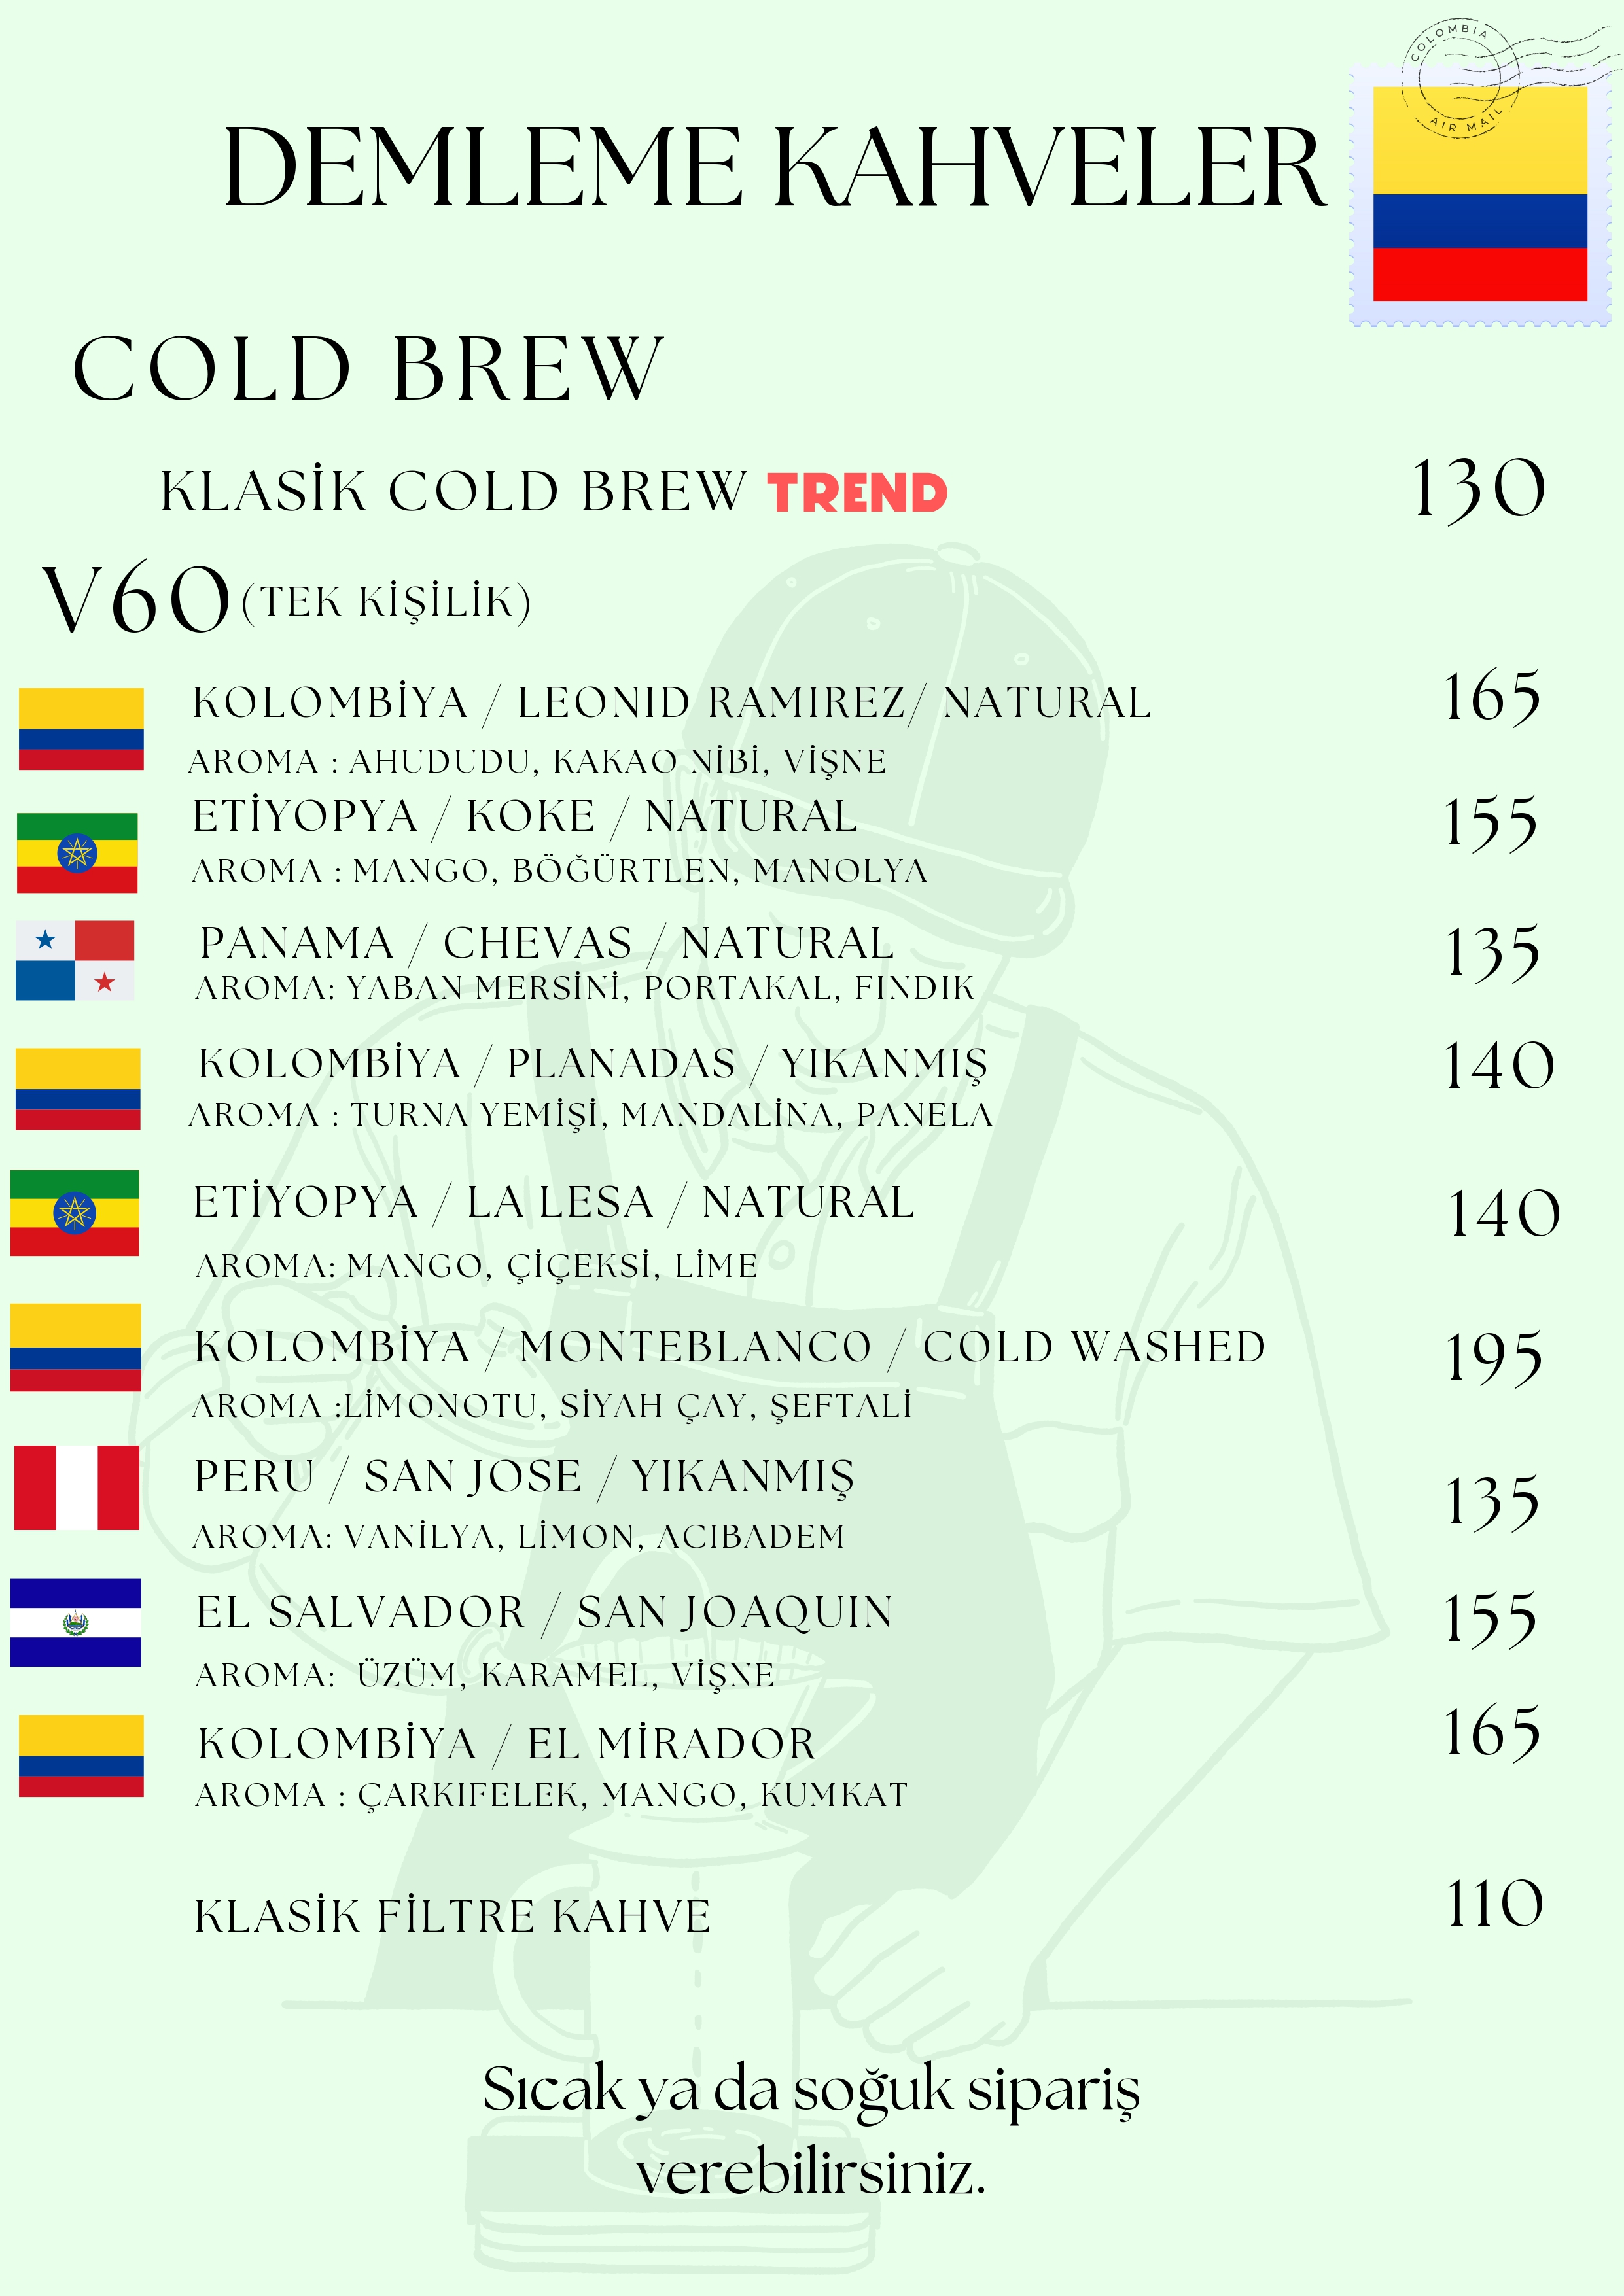 COLOMBIA
AIR MAIL
DEMLEME KAHVELER
COLD BREW
KLASİK COLD BREW TREND 130
V60 (TEK KİŞİLİK)
KOLOMBİYA / LEONID RAMIREZ/ NATURAL 165
AROMA : AHUDUDU, KAKAO NİBİ, VİŞNE
ETİYOPYA / KOKE / NATURAL 155
AROMA : MANGO, BÖĞÜRTLEN, MANOLYA
PANAMA / CHEVAS / NATURAL 135
AROMA: YABAN MERSİNİ, PORTAKAL, FINDIK
KOLOMBİYA / PLANADAS / YIKANMIŞ 140
AROMA : TURNA YEMİŞİ, MANDALİNA, PANELA
ETİYOPYA / LA LESA / NATURAL 140
AROMA: MANGO, ÇİÇEKSİ, LİME
KOLOMBİYA / MONTEBLANC0 / COLD WASHED 195
AROMA :LİMONOTU, SİYAH ÇAY, ŞEFTALİ
PERU / SAN JOSE / YIKANMIŞ 135
AROMA: VANİLYA, LİMON, ACIBADEM
EL SALVADOR / SAN JOAQUIN 155
AROMA: ÜZÜM, KARAMEL, VİŞNE
KOLOMBİYA / EL MİRADOR 165
AROMA : ÇARKIFELEK, MANGO, KUMKAT
KLASİK FİLTRE KAHVE 110
Sıcak ya da soğuk sipariş
verebilirsiniz.